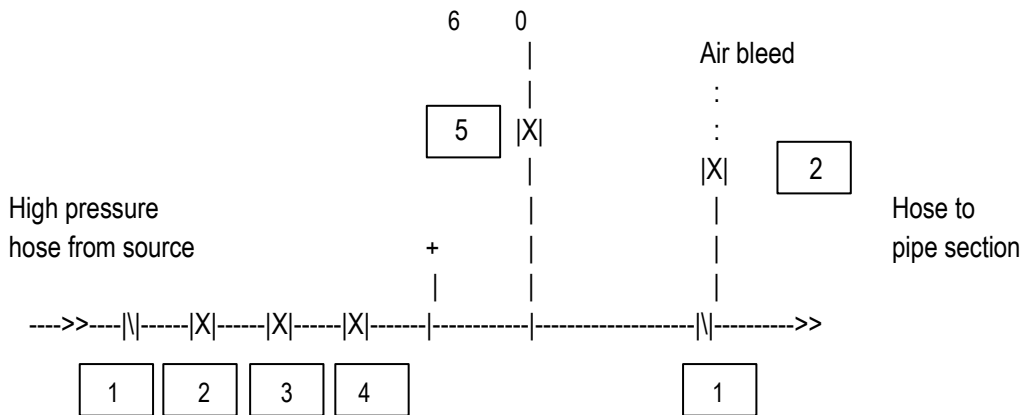 6 0
|
| Air bleed
| :
5 |X| :
| |X| 2
High pressure | | Hose to
hose from source + | | pipe section
| | |
---->>----|\|------|X|------|X|------|X|-------|------------|--------------------|\|---------->>
1 2 3 4 1